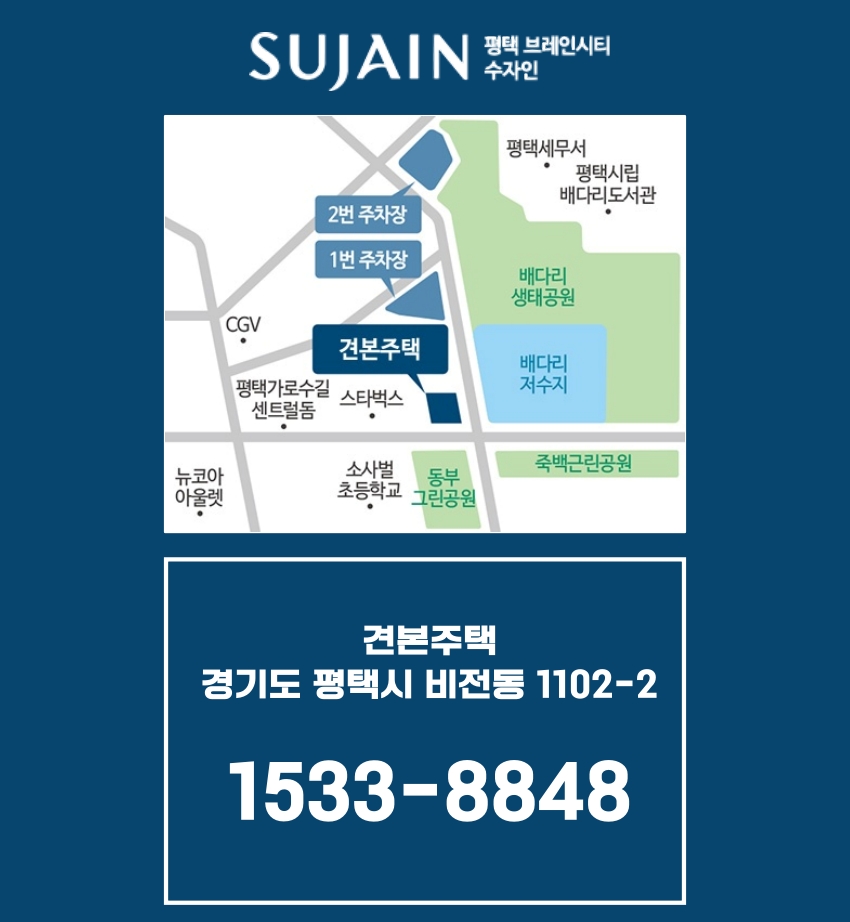 SUJAIN
평택 브레인시티
수자인
평택세무서
평택시립
배다리도서관
2번 주차장
1번 주차장
배다리
생태공원
CGV
견본주택
배다리
저수지
평택가로수길
센트럴돔
스타벅스
뉴코아
아울렛
소사벌
초등학교
동부
그린공원
죽백근린공원
견본주택
경기도 평택시 비전동 1102-2
1533-8848